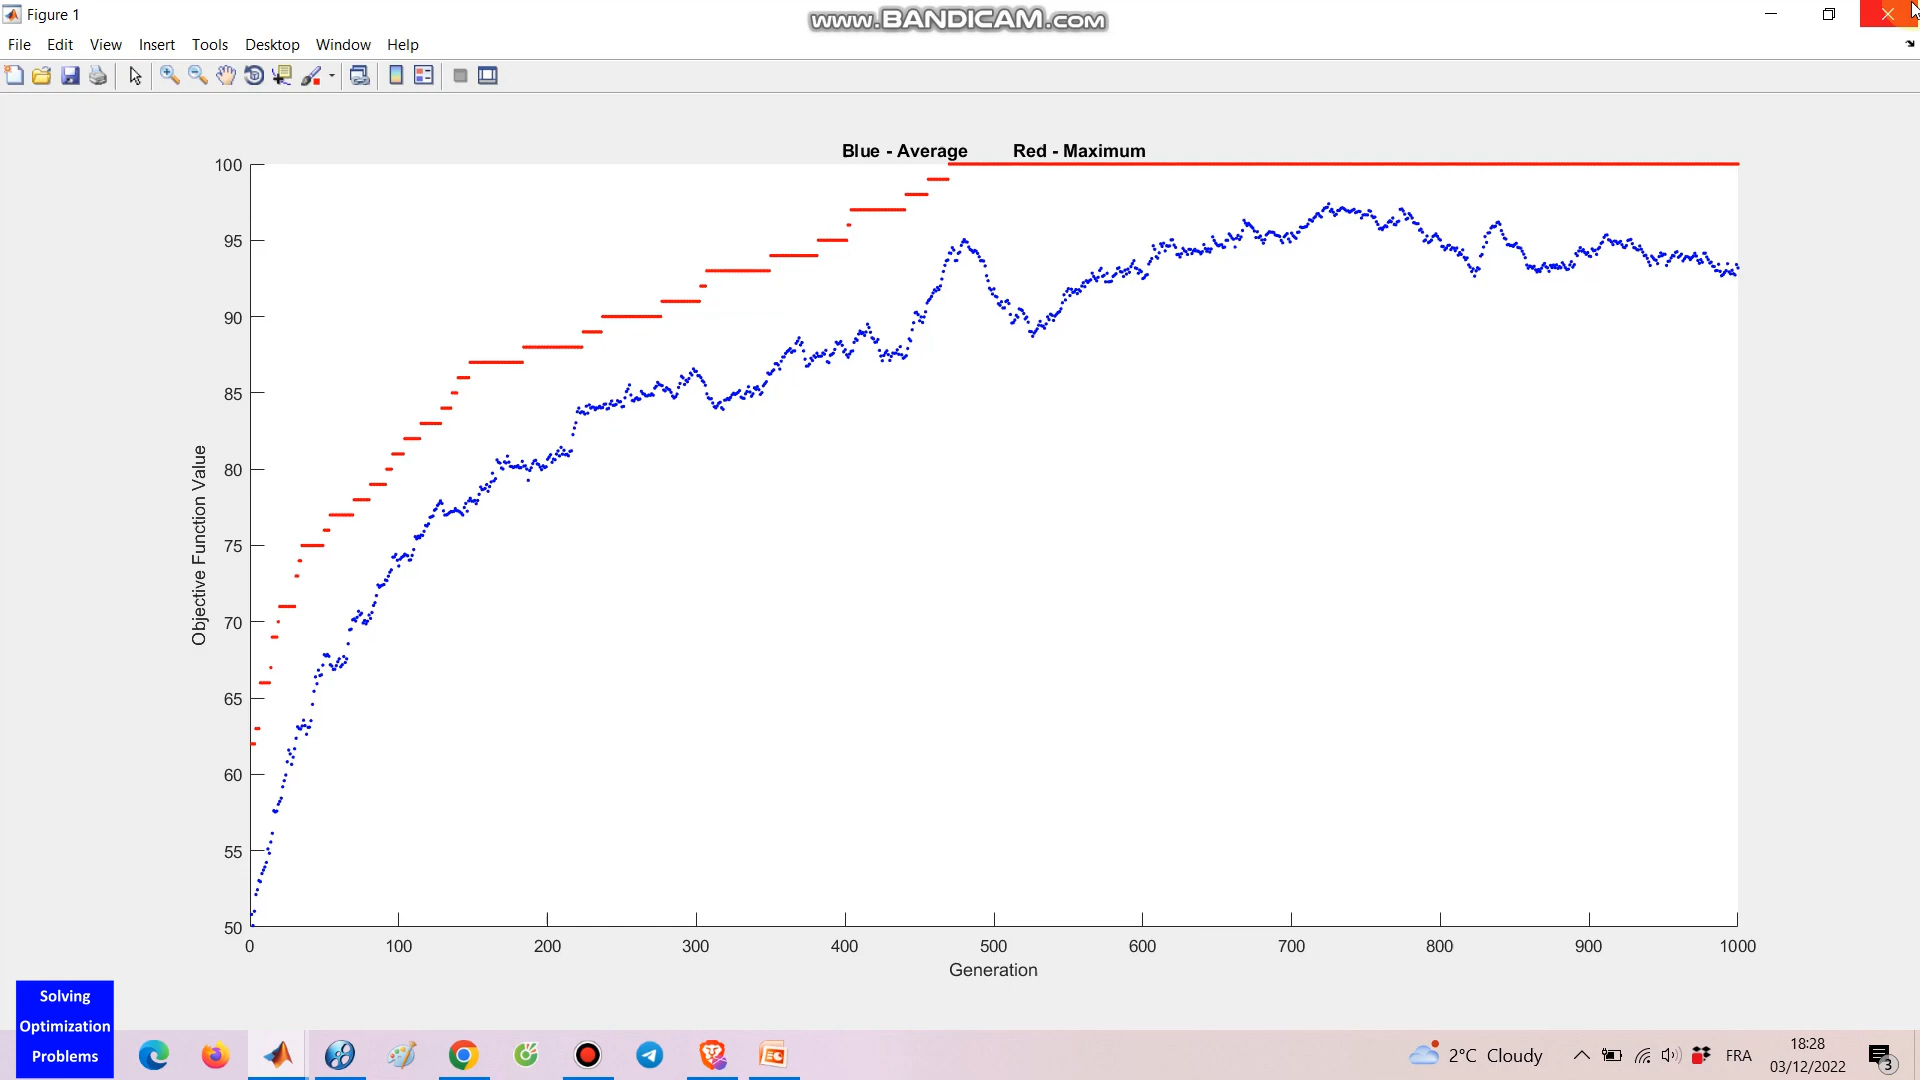 Figure 1
www.BANDICAM.com
File Edit View Insert Tools Desktop Window Help
Blue - Average Red - Maximum
100
95
90
85
80
75
70
65
60
55
50
Objective Function Value
0 100 200 300 400 500 600 700 800 900 1000
Generation
Solving
Optimization
Problems
2°C Cloudy
FRA
18:28
03/12/2022
3